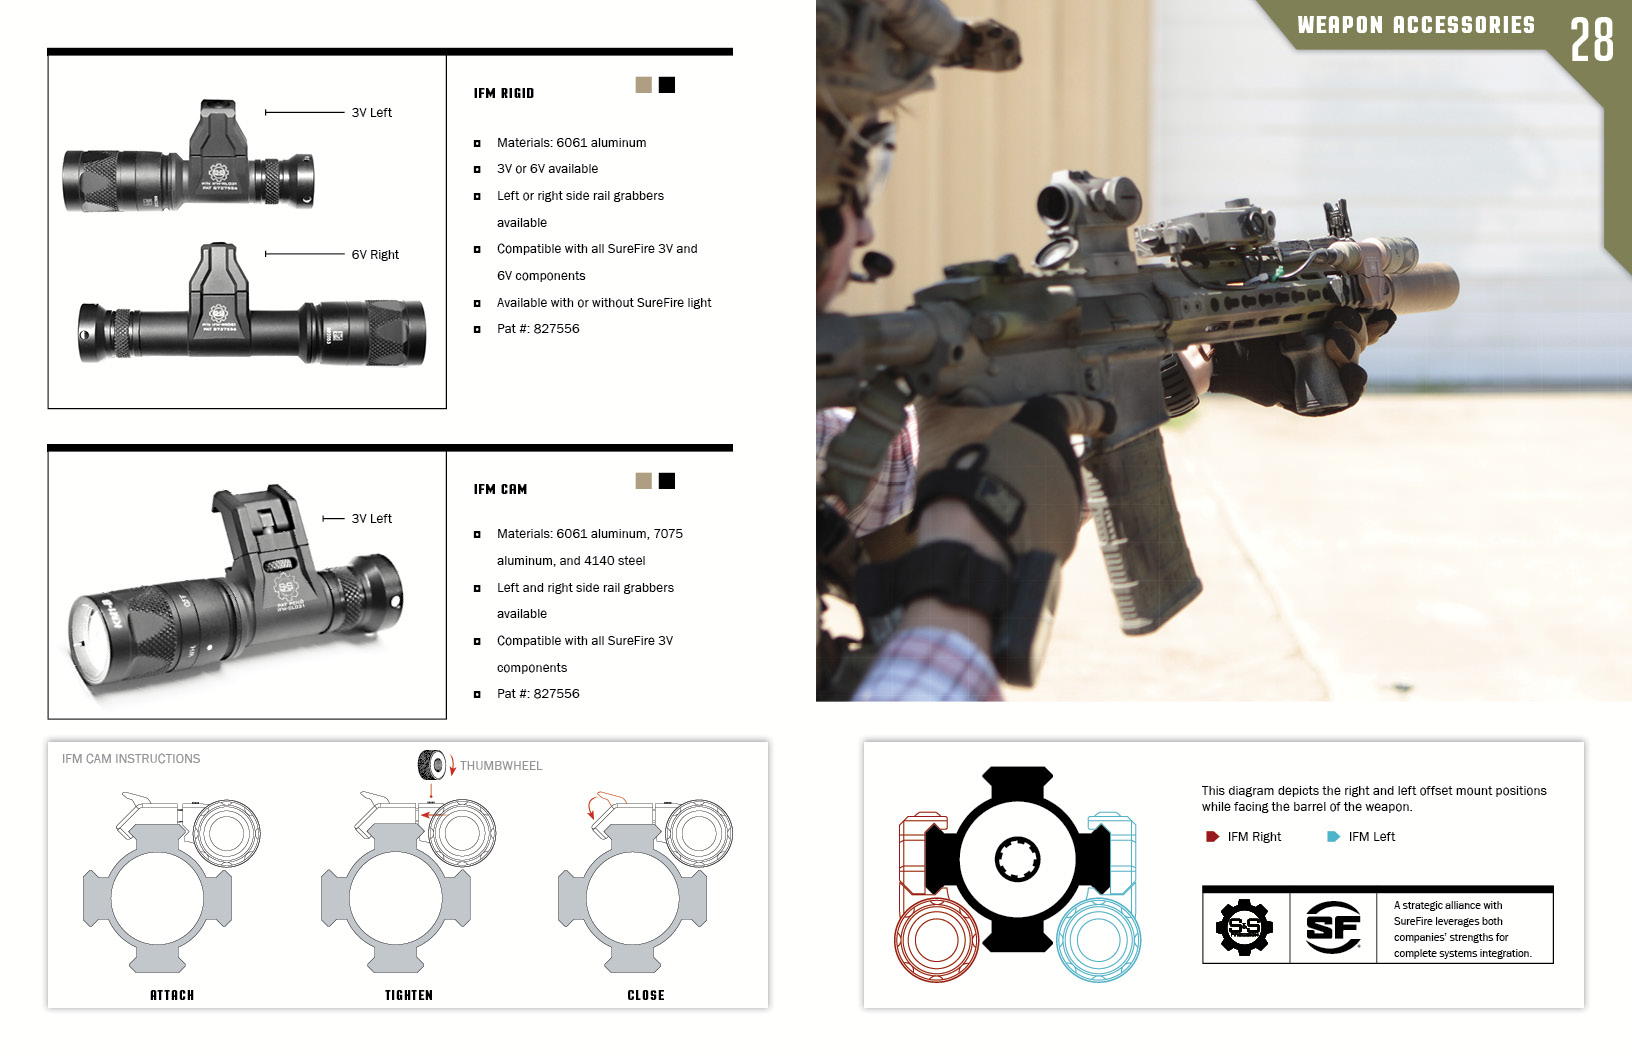 WEAPON ACCESSORIES
28
IFM RIGID
3V Left
6V Right
Materials: 6061 aluminum
3V or 6V available
Left or right side rail grabbers
available
Compatible with all SureFire 3V and
6V components
Available with or without SureFire light
Pat #: 827556
IFM CAM
3V Left
Materials: 6061 aluminum, 7075
aluminum, and 4140 steel
Left and right side rail grabbers
available
Compatible with all SureFire 3V
components
Pat #: 827556
IFM CAM INSTRUCTIONS
THUMBWHEEL
ATTACH
TIGHTEN
CLOSE
This diagram depicts the right and left offset mount positions
while facing the barrel of the weapon.
IFM Right
IFM Left
S&S
SF
A strategic alliance with
SureFire leverages both
companies' strengths for
complete systems integration.